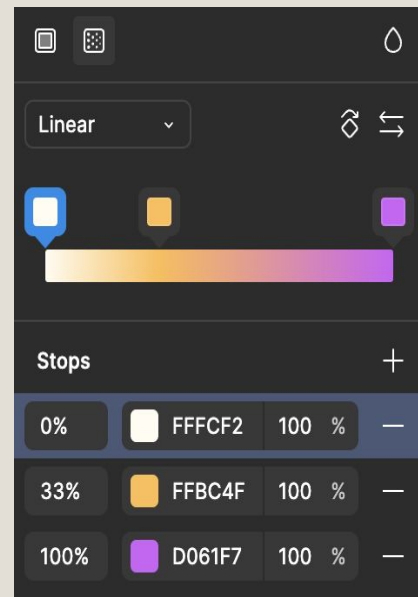 Linear
Stops
0% FFFCF2 100 %
33% FFBC4F 100 %
100% D061F7 100 %